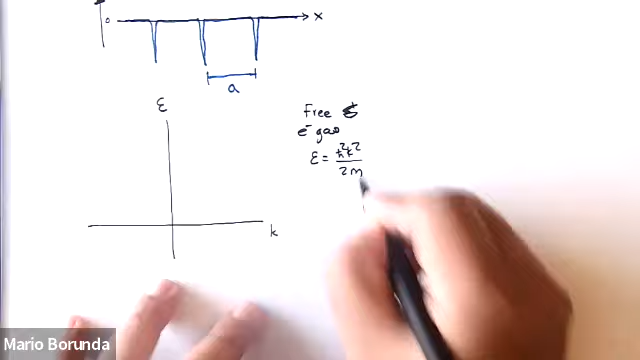 0 x
a
ε
Free
e⁻ gas
ε = ħ²k²
2m
k
Mario Borunda